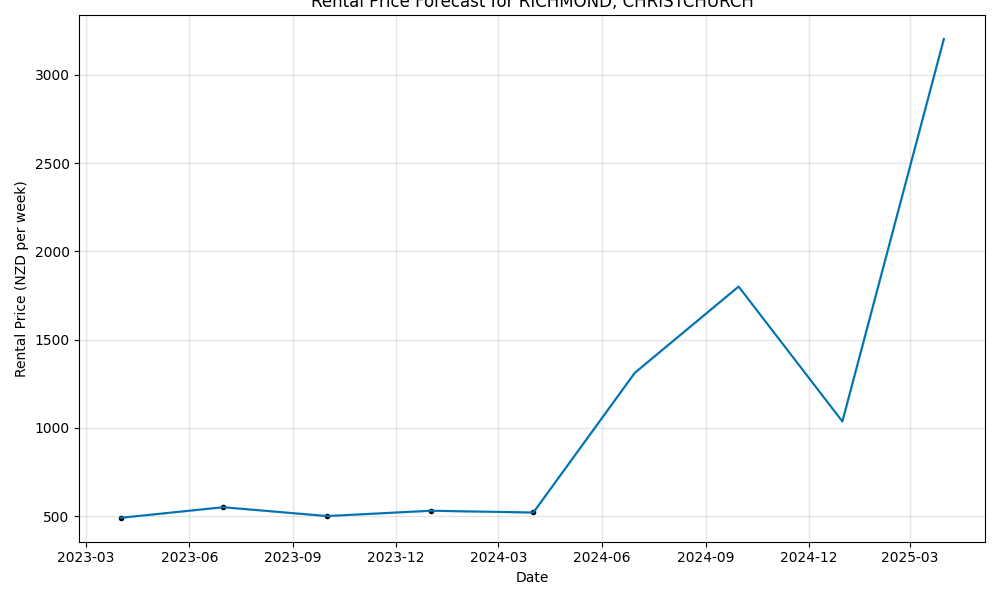 Rental Price Forecast for RICHMOND, CHRISTCHURCH
Rental Price (NZD per week)
3000
2500
2000
1500
1000
500
2023-03 2023-06 2023-09 2023-12 2024-03 2024-06 2024-09 2024-12 2025-03
Date